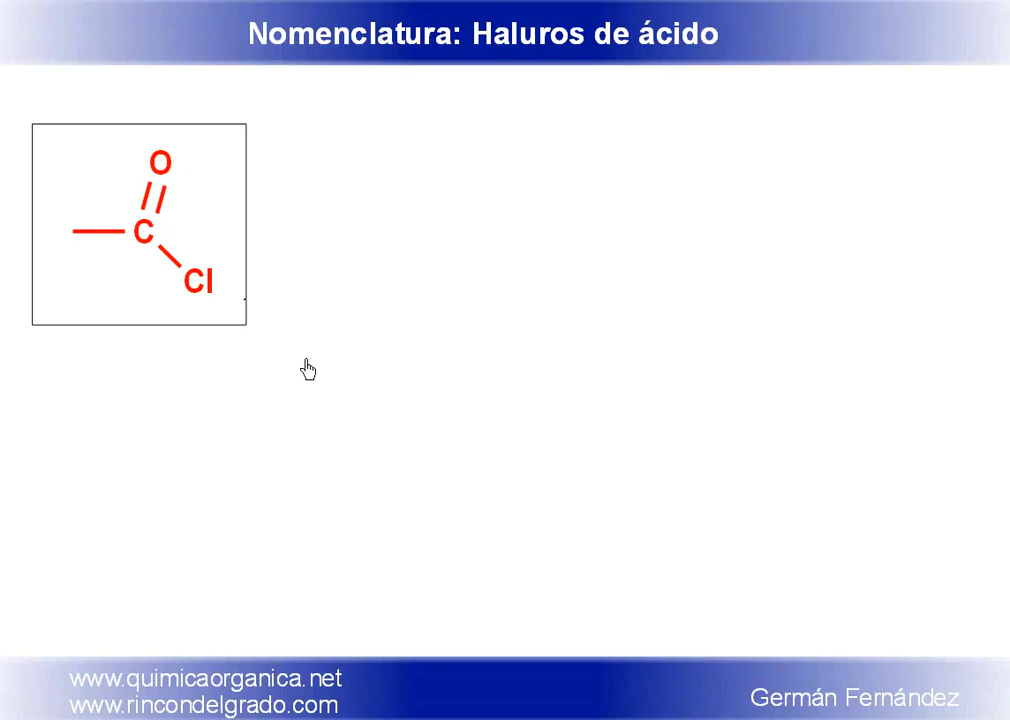 Nomenclatura: Haluros de ácido
O
C
Cl
www.quimicaorganica.net
www.rincondelgrado.com
Germán Fernández